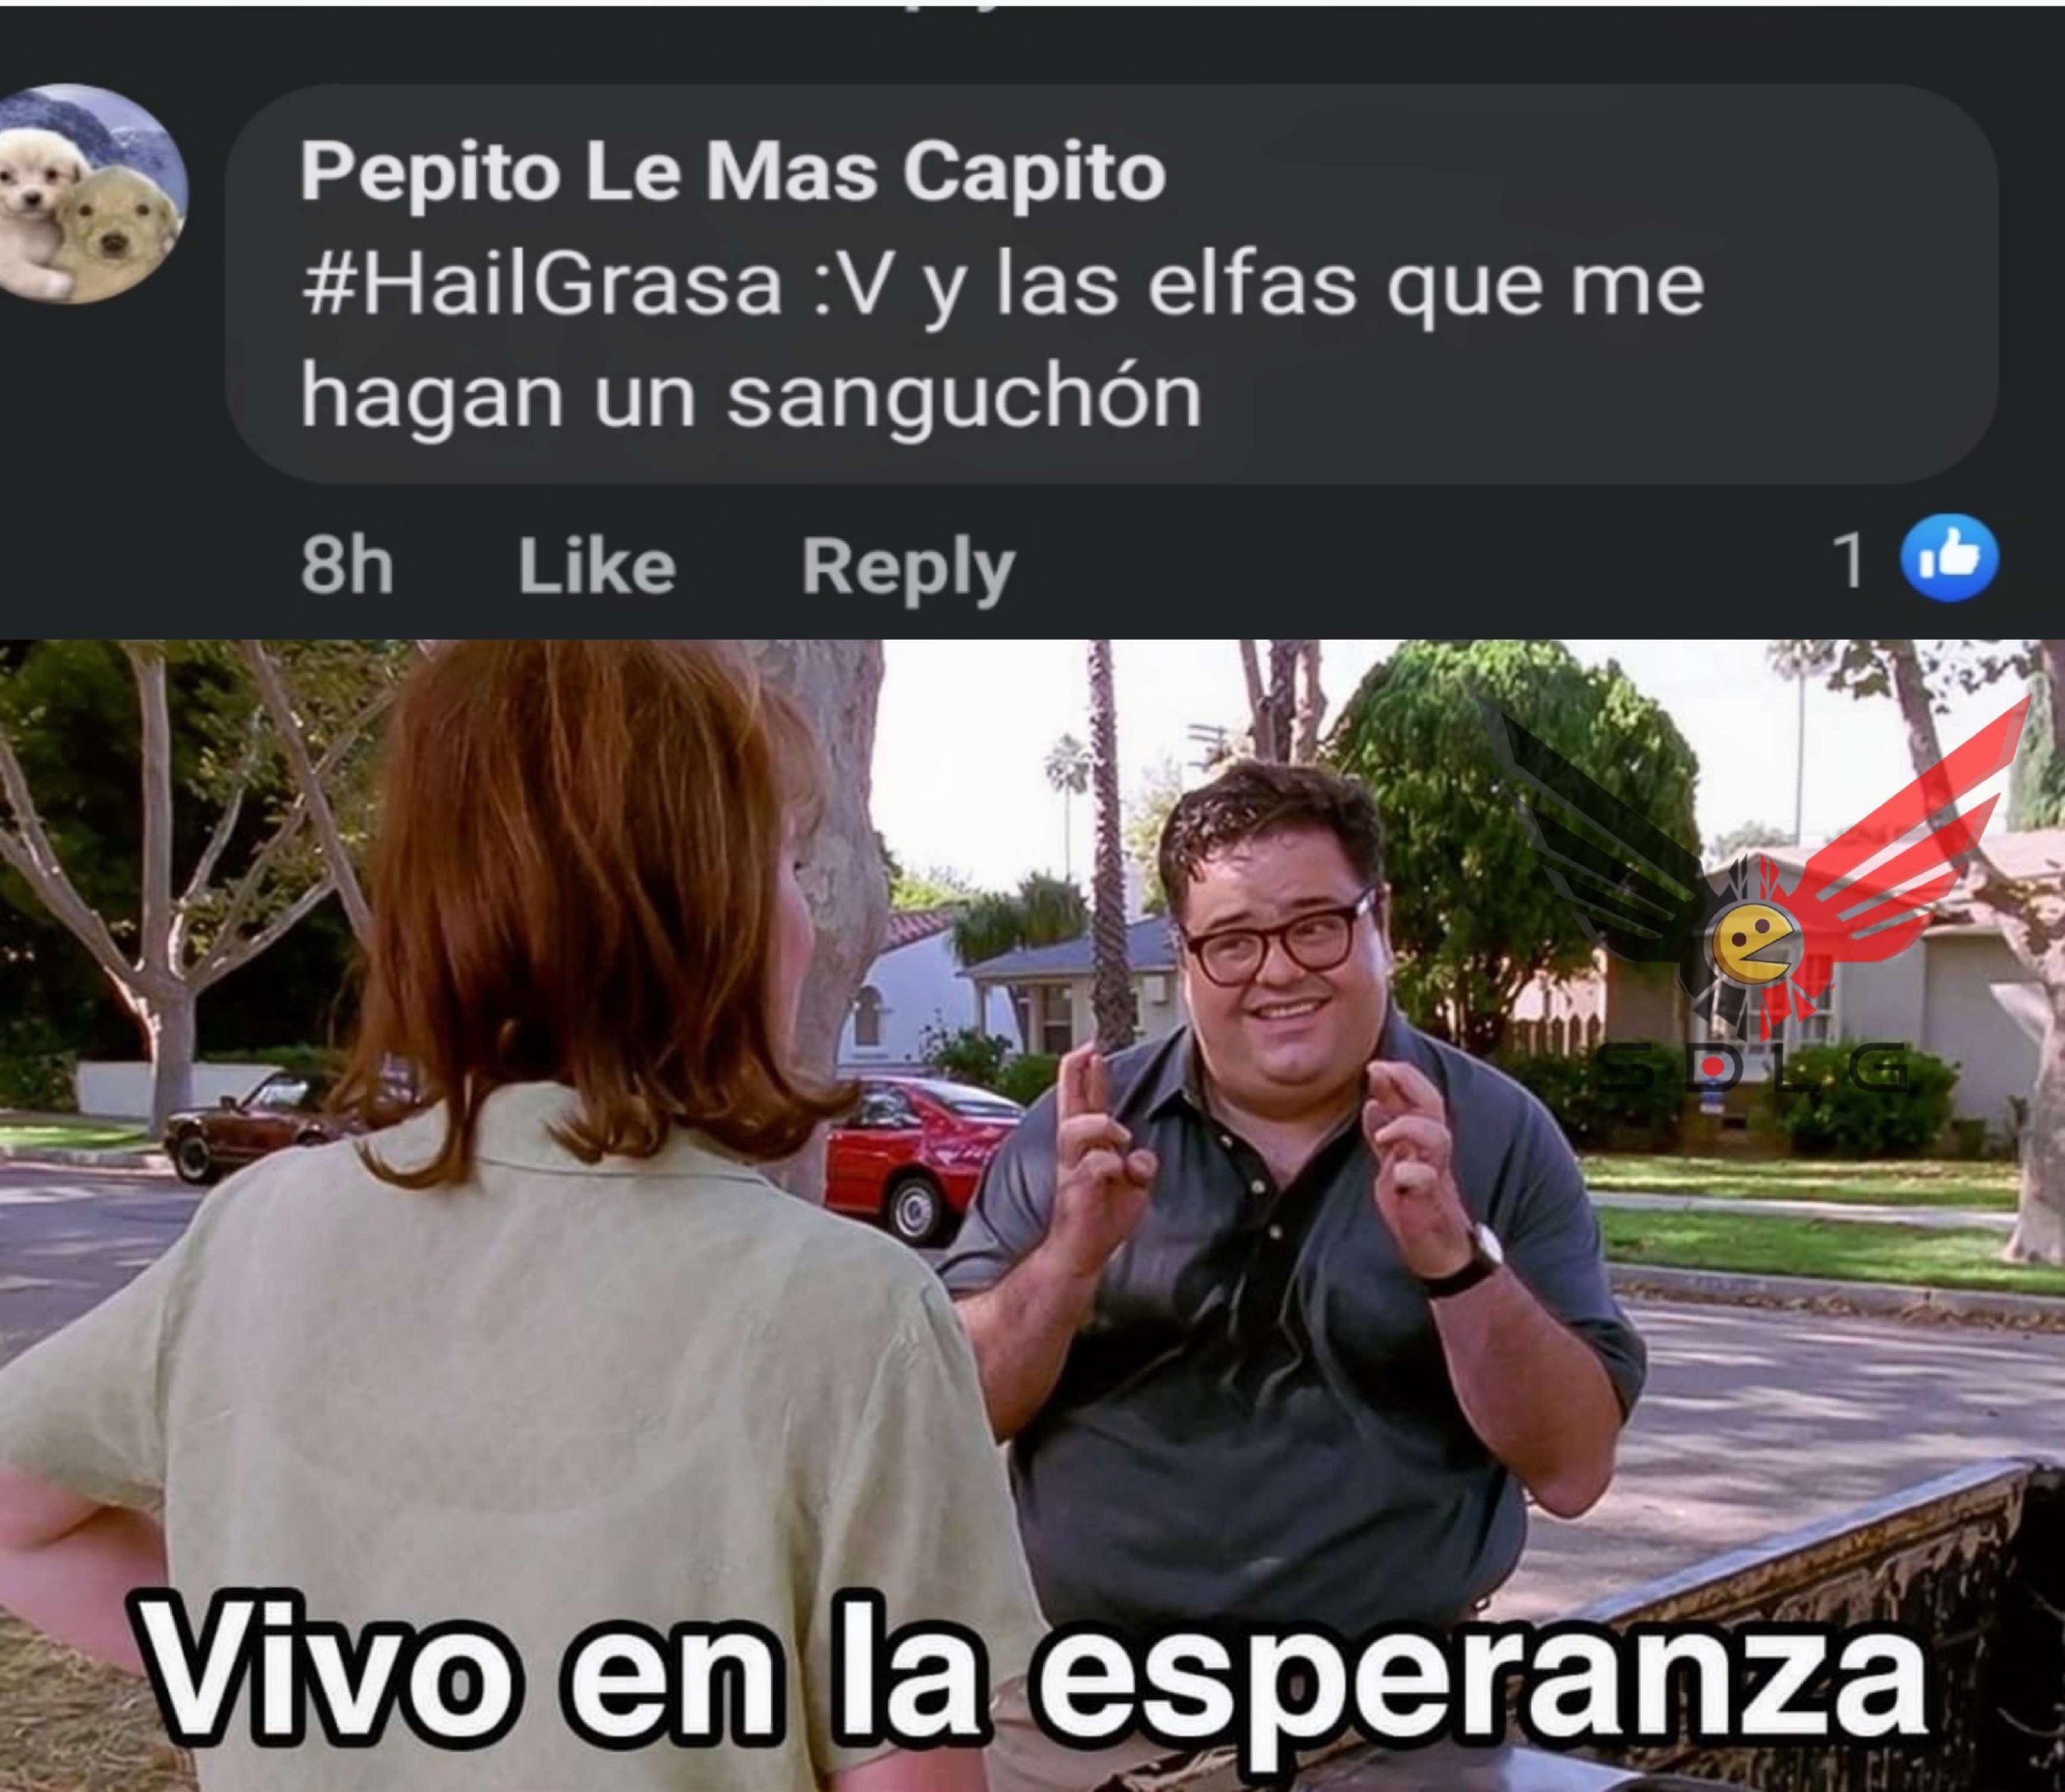 Pepito Le Mas Capito
#HailGrasa :V y las elfas que me
hagan un sanguchón
8h Like Reply 1
SDLG
Vivo en la esperanza